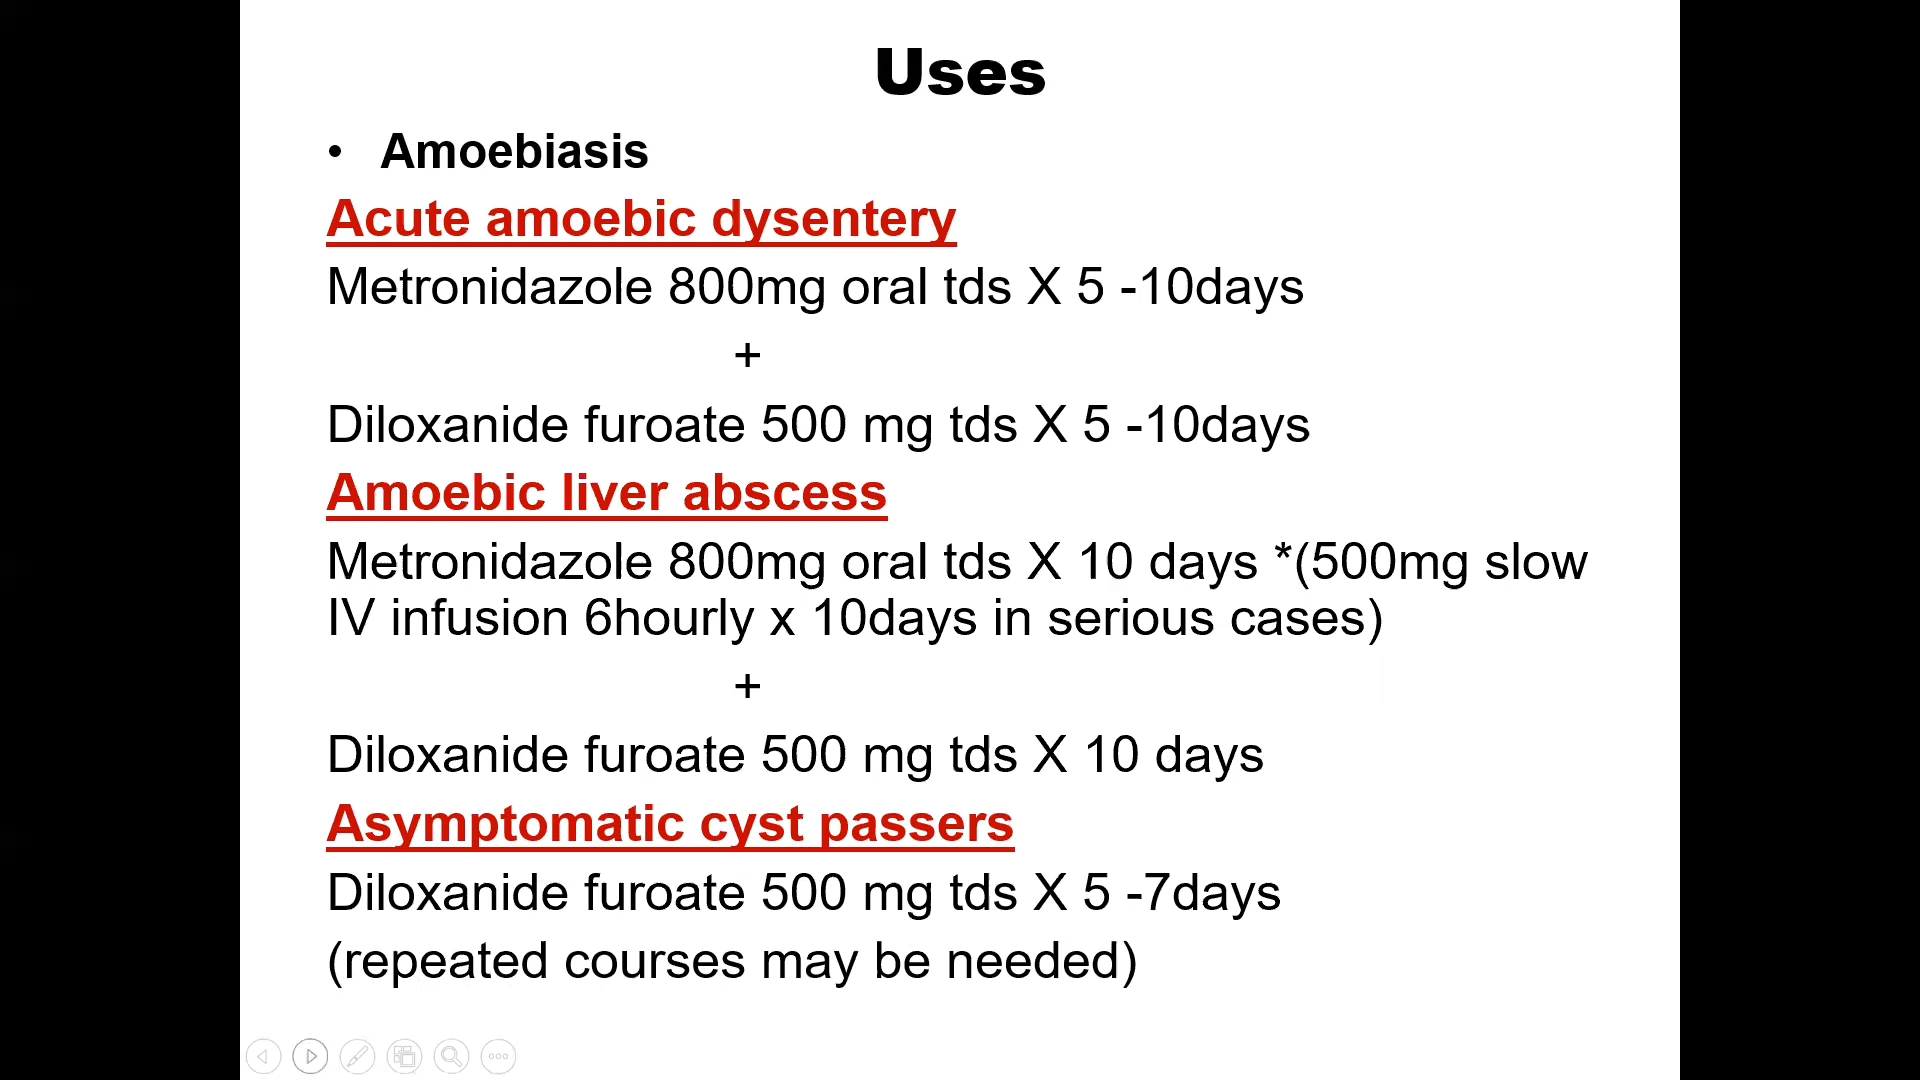 Uses
• Amoebiasis
Acute amoebic dysentery
Metronidazole 800mg oral tds X 5 -10days
+
Diloxanide furoate 500 mg tds X 5 -10days
Amoebic liver abscess
Metronidazole 800mg oral tds X 10 days *(500mg slow
IV infusion 6hourly x 10days in serious cases)
+
Diloxanide furoate 500 mg tds X 10 days
Asymptomatic cyst passers
Diloxanide furoate 500 mg tds X 5 -7days
(repeated courses may be needed)